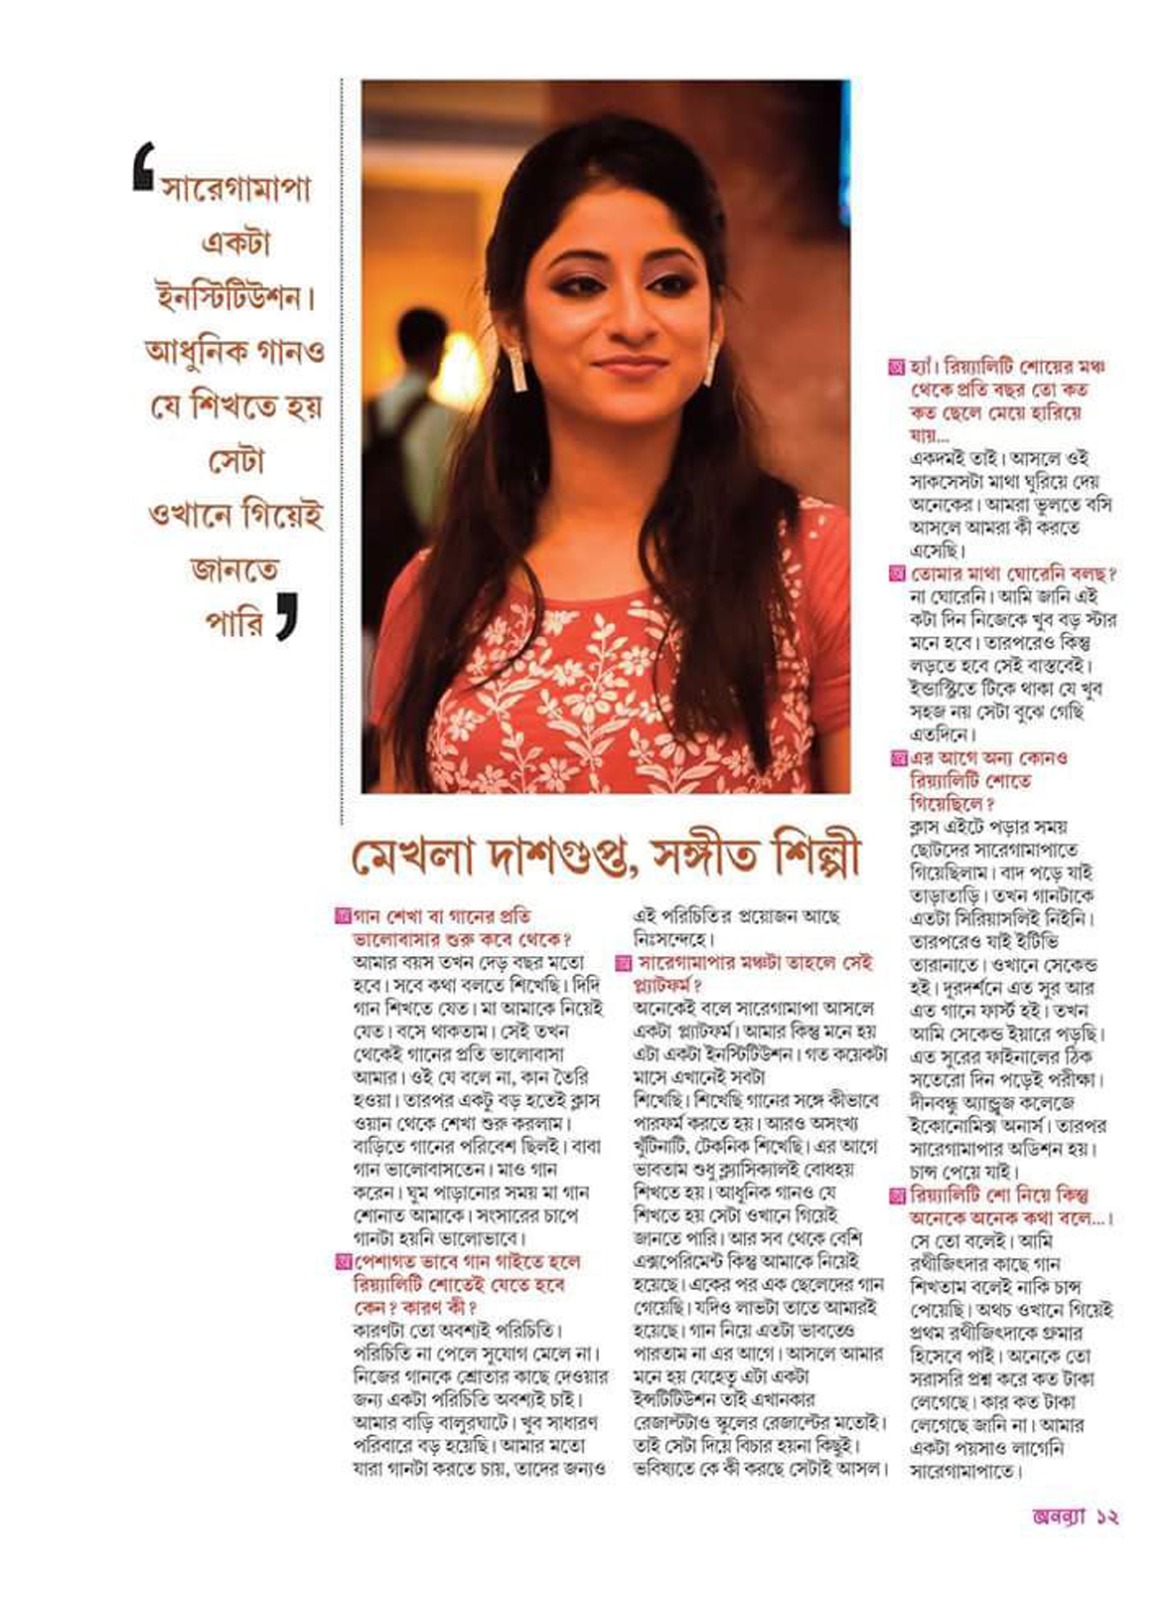 ‘সারেগামাপা
একটা
ইনস্টিটিউশন।
আধুনিক গানও
যে শিখতে হয়
সেটা
ওখানে গিয়েই
জানতে
পারি’
মেখলা দাশগুপ্ত, সঙ্গীত শিল্পী
অ গান শেখা বা গানের প্রতি
ভালোবাসার শুরু কবে থেকে?
আমার বয়স তখন দেড় বছর মতো
হবে। সবে কথা বলতে শিখেছি। দিদি
গান শিখতে যেত। মা আমাকে নিয়েই
যেত। বসে থাকতাম। সেই তখন
থেকেই গানের প্রতি ভালোবাসা
আমার। ওই যে বলে না, কান তৈরি
হওয়া। তারপর একটু বড় হতেই ক্লাস
ওয়ান থেকে শেখা শুরু করলাম।
বাড়িতে গানের পরিবেশ ছিলই। বাবা
গান ভালোবাসতেন। মাও গান
করেন। ঘুম পাড়ানোর সময় মা গান
শোনাত আমাকে। সংসারের চাপে
গানটা হয়নি ভালোভাবে।
অ পেশাগত ভাবে গান গাইতে হলে
রিয়্যালিটি শোতেই যেতে হবে
কেন? কারণ কী?
কারণটা তো অবশ্যই পরিচিতি।
পরিচিতি না পেলে সুযোগ মেলে না।
নিজের গানকে শ্রোতার কাছে দেওয়ার
জন্য একটা পরিচিতি অবশ্যই চাই।
আমার বাড়ি বালুরঘাটে। খুব সাধারণ
পরিবারে বড় হয়েছি। আমার মতো
যারা গানটা করতে চায়, তাদের জন্যও
এই পরিচিতির প্রয়োজন আছে
নিঃসন্দেহে।
অ সারেগামাপার মঞ্চটা তাহলে সেই
প্ল্যাটফর্ম?
অনেকেই বলে সারেগামাপা আসলে
একটা প্ল্যাটফর্ম। আমার কিন্তু মনে হয়
এটা একটা ইনস্টিটিউশন। গত কয়েকটা
মাসে এখানেই সবটা
শিখেছি। শিখেছি গানের সঙ্গে কীভাবে
পারফর্ম করতে হয়। আরও অসংখ্য
খুঁটিনাটি, টেকনিক শিখেছি। এর আগে
ভাবতাম শুধু ক্ল্যাসিক্যালই বোধহয়
শিখতে হয়। আধুনিক গানও যে
শিখতে হয় সেটা ওখানে গিয়েই
জানতে পারি। আর সব থেকে বেশি
এক্সপেরিমেন্ট কিন্তু আমাকে নিয়েই
হয়েছে। একের পর এক ছেলেদের গান
গেয়েছি। যদিও লাভটা তাতে আমারই
হয়েছে। গান নিয়ে এতটা ভাবতেও
পারতাম না এর আগে। আসলে আমার
মনে হয় যেহেতু এটা একটা
ইন্সটিটিউশন তাই এখানকার
রেজাল্টটাও স্কুলের রেজাল্টের মতোই।
তাই সেটা দিয়ে বিচার হয়না কিছুই।
ভবিষ্যতে কে কী করছে সেটাই আসল।
অ হ্যাঁ। রিয়্যালিটি শোয়ের মঞ্চ
থেকে প্রতি বছর তো কত
কত ছেলে মেয়ে হারিয়ে
যায়...
একদমই তাই। আসলে ওই
সাকসেসটা মাথা ঘুরিয়ে দেয়
অনেকের। আমরা ভুলতে বসি
আসলে আমরা কী করতে
এসেছি।
অ তোমার মাথা ঘোরেনি বলছ?
না ঘোরেনি। আমি জানি এই
কটা দিন নিজেকে খুব বড় স্টার
মনে হবে। তারপরেও কিন্তু
লড়তে হবে সেই বাস্তবেই।
ইন্ডাস্ট্রিতে টিকে থাকা যে খুব
সহজ নয় সেটা বুঝে গেছি
এতদিনে।
অ এর আগে অন্য কোনও
রিয়্যালিটি শোতে
গিয়েছিলে?
ক্লাস এইটে পড়ার সময়
ছোটদের সারেগামাপাতে
গিয়েছিলাম। বাদ পড়ে যাই
তাড়াতাড়ি। তখন গানটাকে
এতটা সিরিয়াসলিই নিইনি।
তারপরেও যাই ইটিভি
তারানাতে। ওখানে সেকেন্ড
হই। দূরদর্শনে এত সুর আর
এত গানে ফার্স্ট হই। তখন
আমি সেকেন্ড ইয়ারে পড়ছি।
এত সুরের ফাইনালের ঠিক
সতেরো দিন পড়েই পরীক্ষা।
দীনবন্ধু অ্যান্ড্রুজ কলেজে
ইকোনোমিক্স অনার্স। তারপর
সারেগামাপার অডিশন হয়।
চান্স পেয়ে যাই।
অ রিয়্যালিটি শো নিয়ে কিন্তু
অনেকে অনেক কথা বলে...।
সে তো বলেই। আমি
রথীজিৎদার কাছে গান
শিখতাম বলেই নাকি চান্স
পেয়েছি। অথচ ওখানে গিয়েই
প্রথম রথীজিৎদাকে গ্রুমার
হিসেবে পাই। অনেকে তো
সরাসরি প্রশ্ন করে কত টাকা
লেগেছে। কার কত টাকা
লেগেছে জানি না। আমার
একটা পয়সাও লাগেনি
সারেগামাপাতে।
অনন্যা ১২